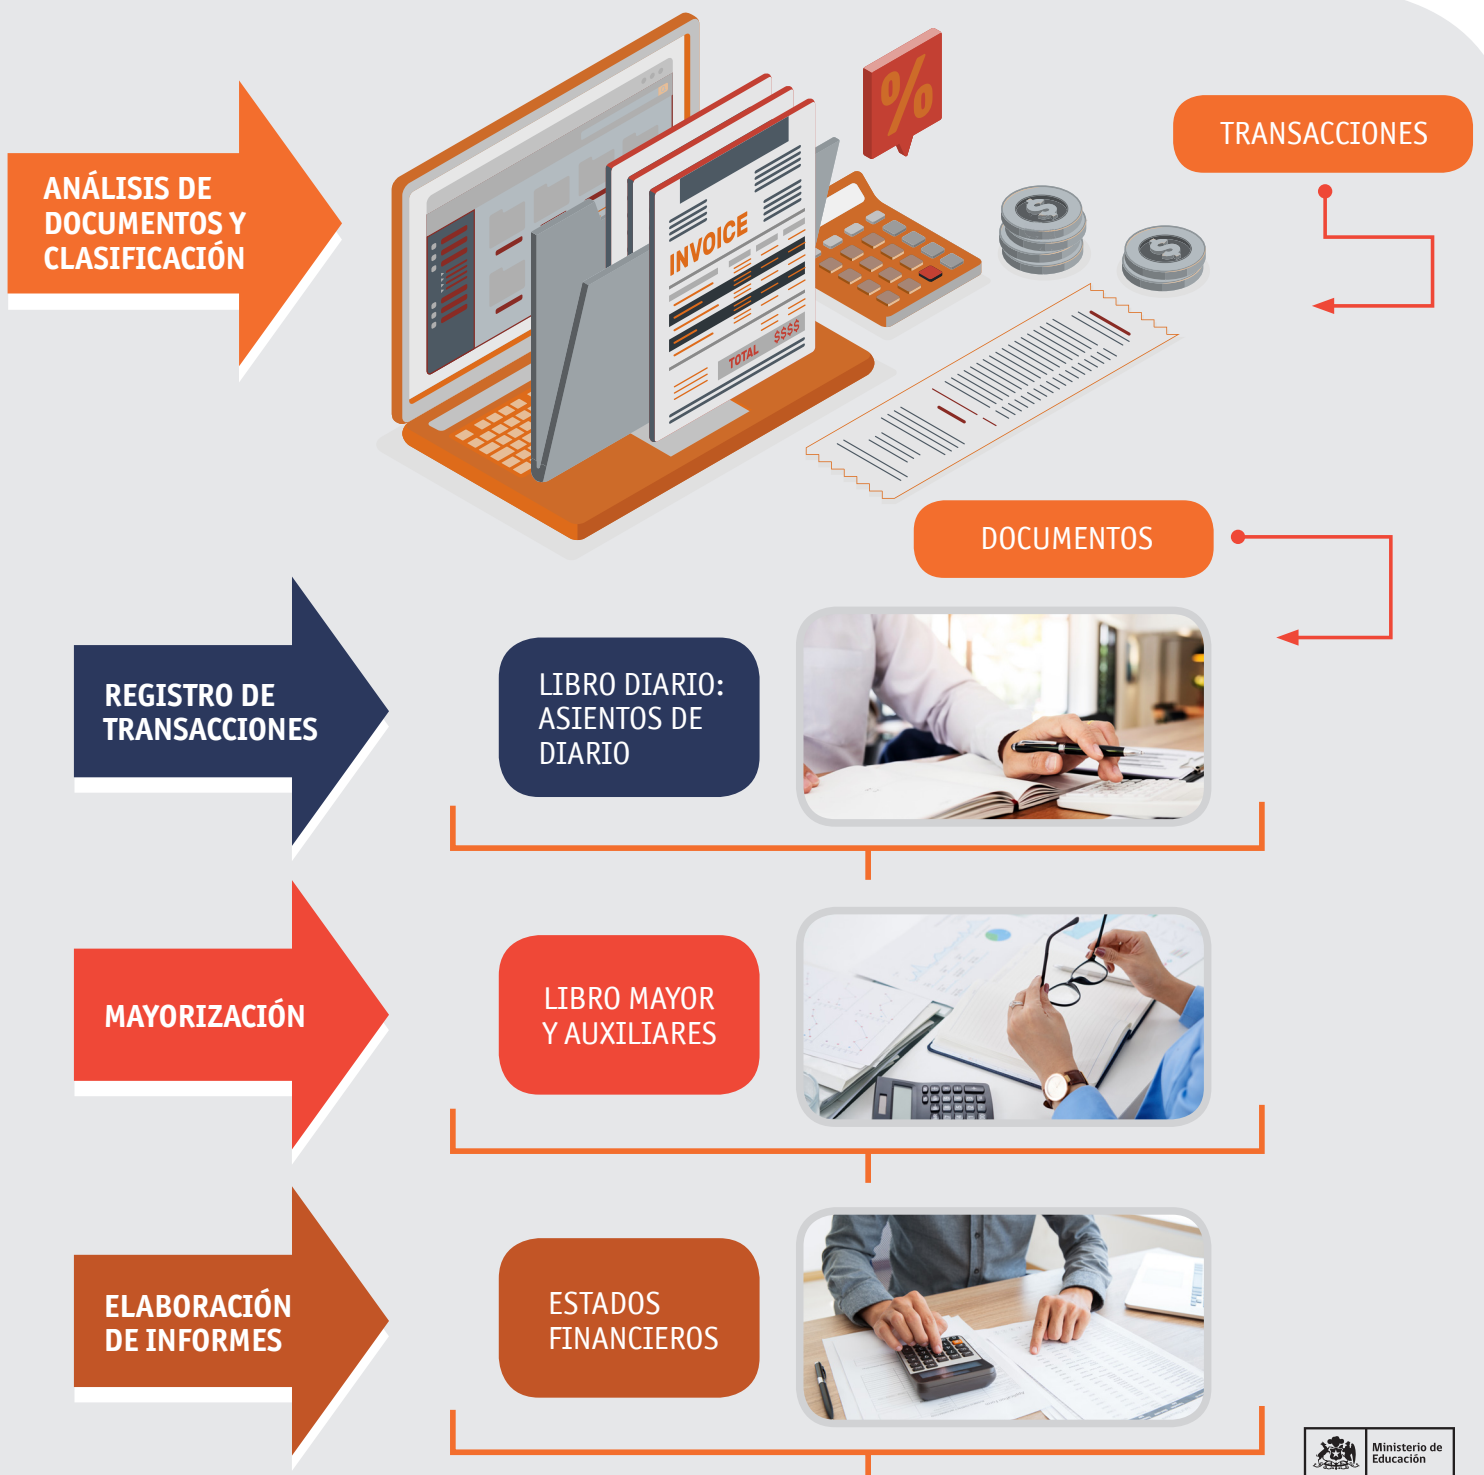 TRANSACCIONES
ANÁLISIS DE
DOCUMENTOS Y
CLASIFICACIÓN
%
INVOICE
TOTAL $$$$
DOCUMENTOS
REGISTRO DE
TRANSACCIONES
LIBRO DIARIO:
ASIENTOS DE
DIARIO
MAYORIZACIÓN
LIBRO MAYOR
Y AUXILIARES
ELABORACIÓN
DE INFORMES
ESTADOS
FINANCIEROS
Ministerio de
Educación